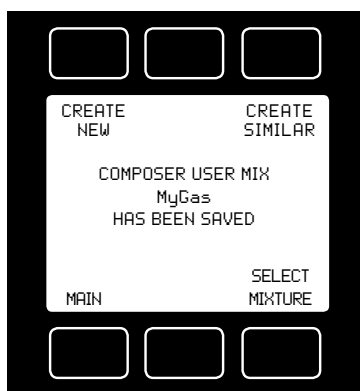 CREATE NEW
CREATE SIMILAR
COMPOSER USER MIX
MyGas
HAS BEEN SAVED
MAIN
SELECT MIXTURE